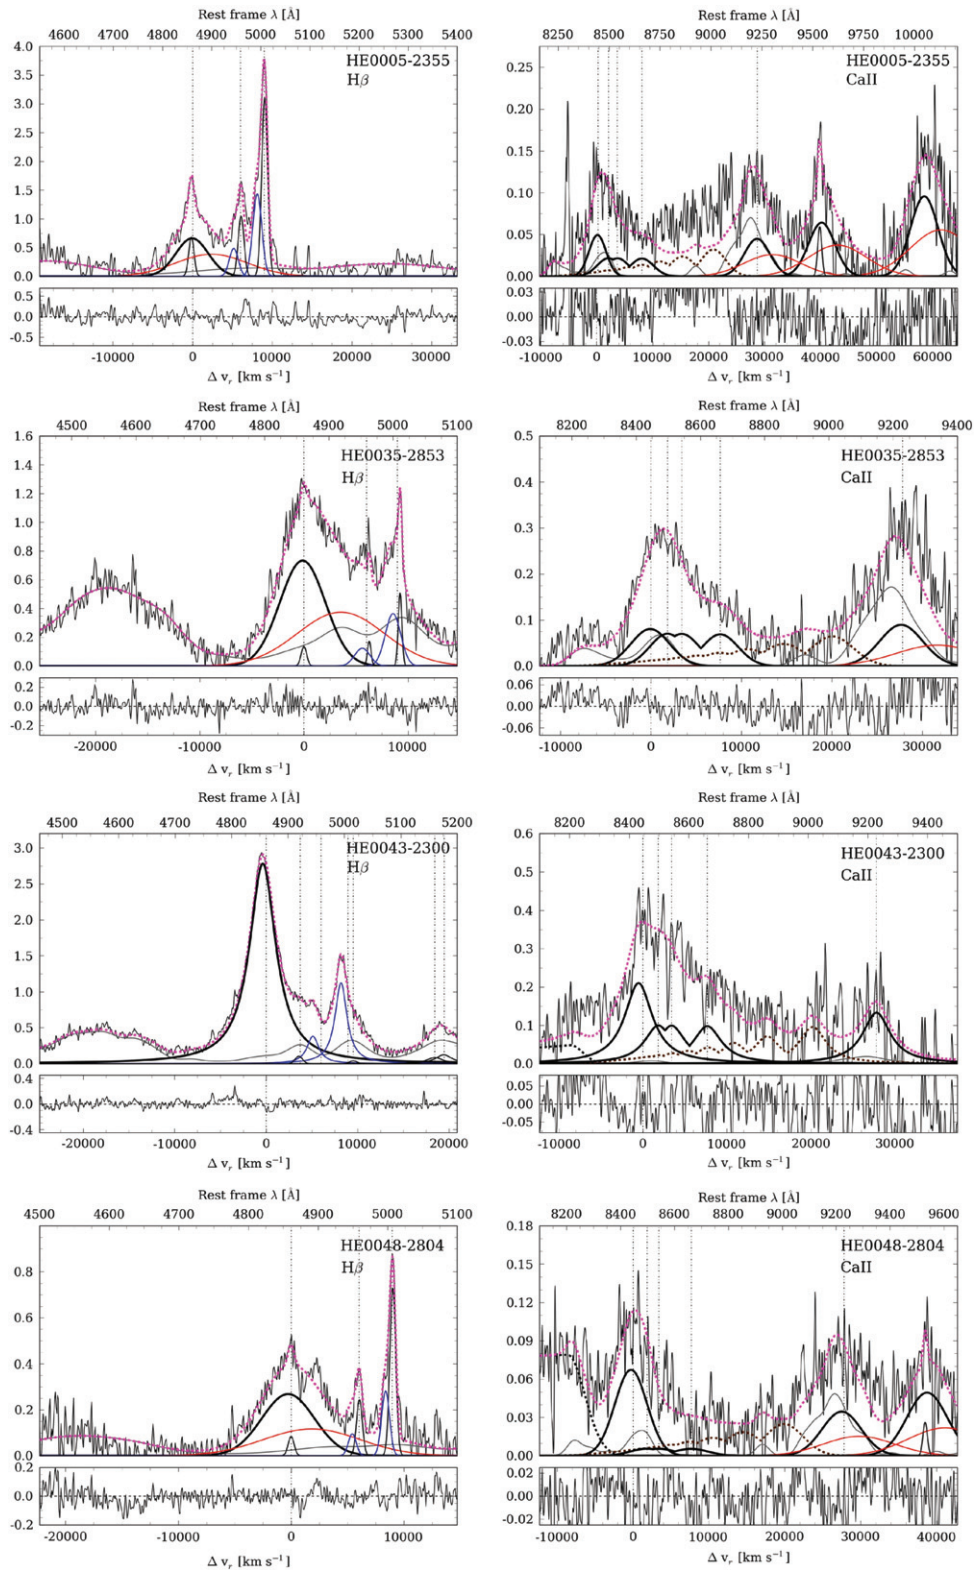 Rest frame λ [Å]
4600 4700 4800 4900 5000 5100 5200 5300 5400
HE0005-2355
Hβ
4.0
3.5
3.0
2.5
2.0
1.5
1.0
0.5
0.0
0.5
0.0
-0.5
-10000 0 10000 20000 30000
Δ vr [km s⁻¹]
Rest frame λ [Å]
8250 8500 8750 9000 9250 9500 9750 10000
HE0005-2355
CaII
0.25
0.20
0.15
0.10
0.05
0.00
0.03
0.00
-0.03
-10000 0 10000 20000 30000 40000 50000 60000
Δ vr [km s⁻¹]
Rest frame λ [Å]
4500 4600 4700 4800 4900 5000 5100
HE0035-2853
Hβ
1.6
1.4
1.2
1.0
0.8
0.6
0.4
0.2
0.0
0.2
0.0
-0.2
-20000 -10000 0 10000
Δ vr [km s⁻¹]
Rest frame λ [Å]
8200 8400 8600 8800 9000 9200 9400
HE0035-2853
CaII
0.5
0.4
0.3
0.2
0.1
0.0
0.06
0.00
-0.06
-10000 0 10000 20000 30000
Δ vr [km s⁻¹]
Rest frame λ [Å]
4500 4600 4700 4800 4900 5000 5100 5200
HE0043-2300
Hβ
3.0
2.5
2.0
1.5
1.0
0.5
0.0
0.4
0.0
-0.4
-20000 -10000 0 10000 20000
Δ vr [km s⁻¹]
Rest frame λ [Å]
8200 8400 8600 8800 9000 9200 9400
HE0043-2300
CaII
0.6
0.5
0.4
0.3
0.2
0.1
0.0
0.05
0.00
-0.05
-10000 0 10000 20000 30000
Δ vr [km s⁻¹]
Rest frame λ [Å]
4500 4600 4700 4800 4900 5000 5100
HE0048-2804
Hβ
0.8
0.6
0.4
0.2
0.0
0.2
0.0
-0.2
-20000 -10000 0 10000
Δ vr [km s⁻¹]
Rest frame λ [Å]
8200 8400 8600 8800 9000 9200 9400 9600
HE0048-2804
CaII
0.18
0.15
0.12
0.09
0.06
0.03
0.00
0.02
0.00
-0.02
-10000 0 10000 20000 30000 40000
Δ vr [km s⁻¹]